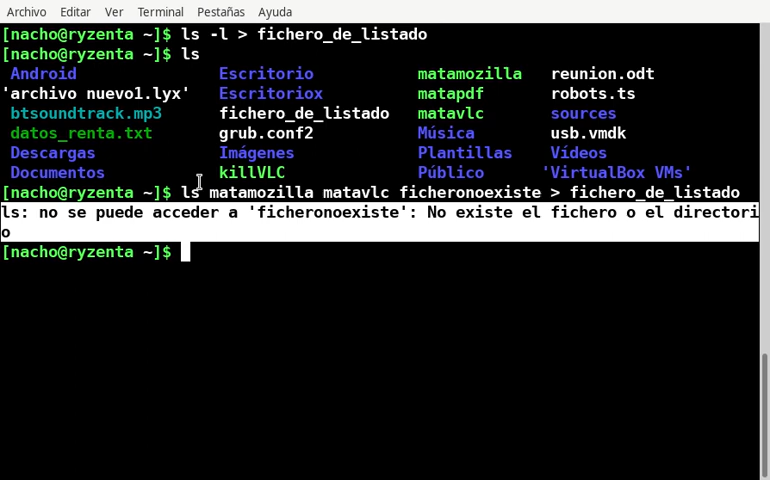 Archivo Editar Ver Terminal Pestañas Ayuda
[nacho@ryzenta ~]$ ls -l > fichero_de_listado
[nacho@ryzenta ~]$ ls
Android Escritorio matamozilla reunion.odt
'archivo nuevo1.lyx' Escritoriox matapdf robots.ts
btsoundtrack.mp3 fichero_de_listado matavlc sources
datos_renta.txt grub.conf2 Música usb.vmdk
Descargas Imágenes Plantillas Vídeos
Documentos killVLC Público 'VirtualBox VMs'
[nacho@ryzenta ~]$ ls matamozilla matavlc ficheronoexiste > fichero_de_listado
ls: no se puede acceder a 'ficheronoexiste': No existe el fichero o el directori
o
[nacho@ryzenta ~]$